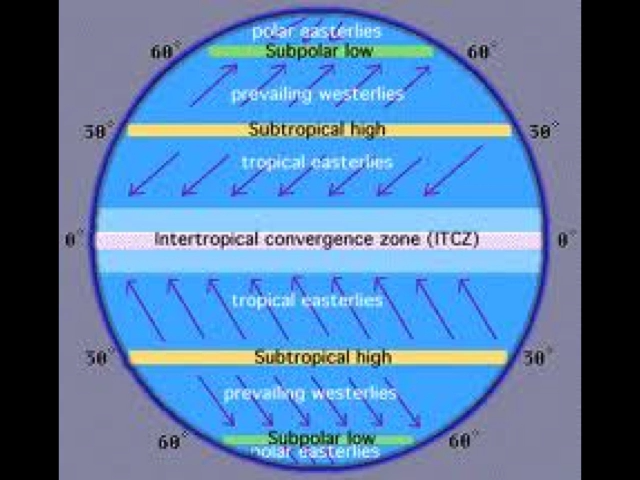 polar easterlies
60° Subpolar low 60°
prevailing westerlies
30° Subtropical high 30°
tropical easterlies
0° Intertropical convergence zone (ITCZ) 0°
tropical easterlies
30° Subtropical high 30°
prevailing westerlies
60° Subpolar low 60°
polar easterlies